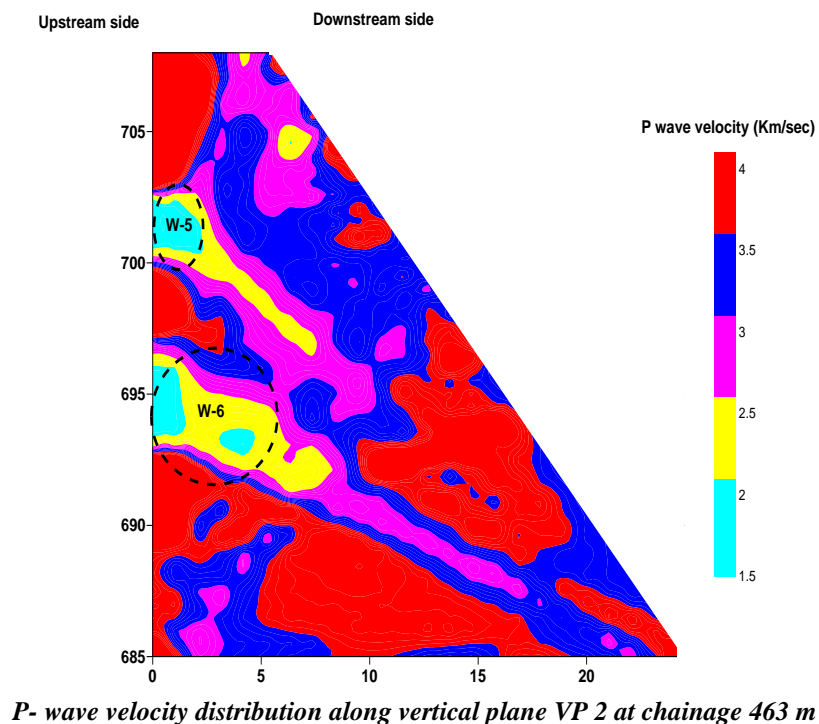 Upstream side
Downstream side
P wave velocity (Km/sec)
705
700
695
690
685
W-5
W-6
4
3.5
3
2.5
2
1.5
0
5
10
15
20
P- wave velocity distribution along vertical plane VP 2 at chainage 463 m